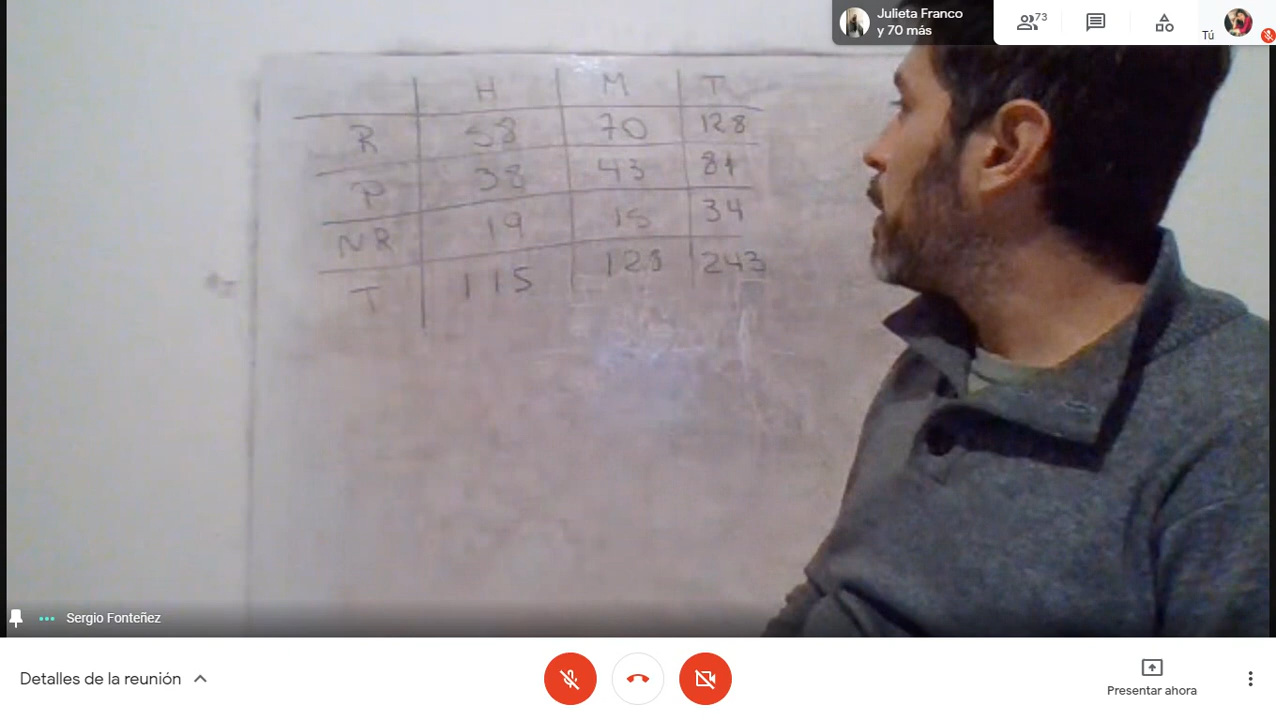 Julieta Franco
y 70 más
73
Tú
H M T
R 58 70 128
P 38 43 81
NR 19 15 34
T 115 128 243
Sergio Fonteñez
Detalles de la reunión
Presentar ahora